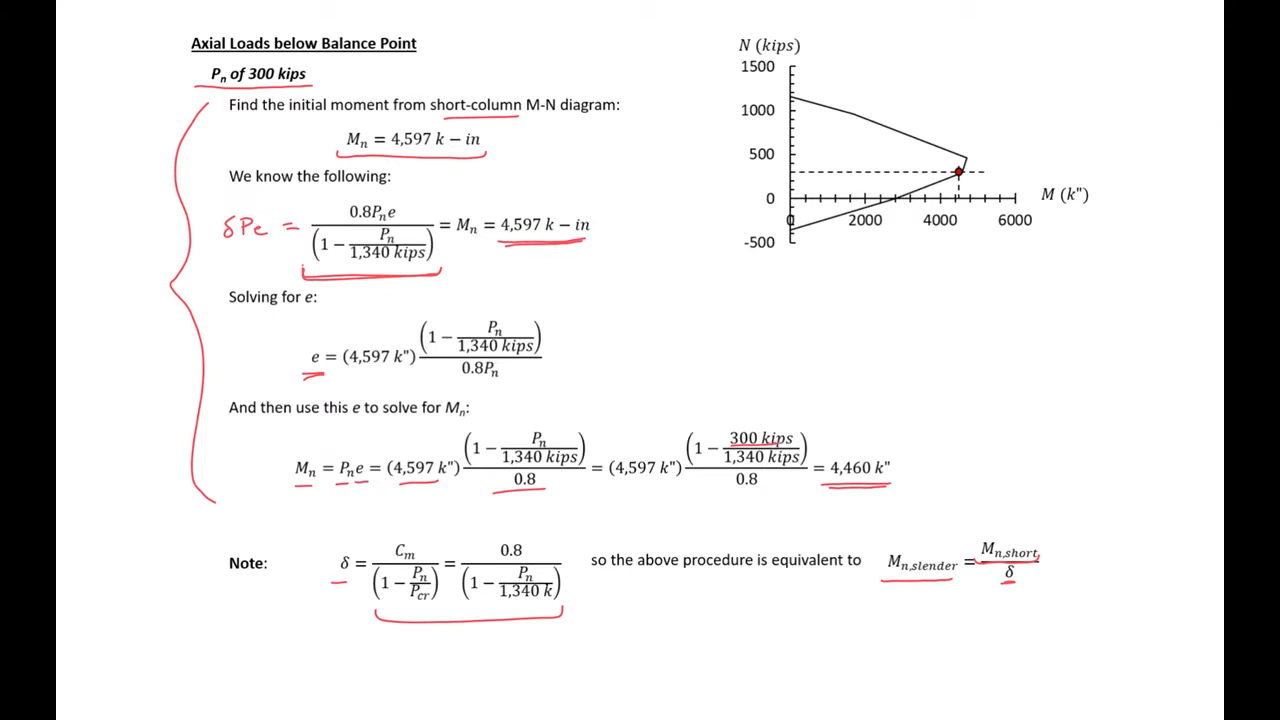 Axial Loads below Balance Point
Pn of 300 kips
Find the initial moment from short-column M-N diagram:
Mn = 4,597 k − in
We know the following:
δPe = 0.8Pne / (1 − Pn / 1,340 kips) = Mn = 4,597 k − in
Solving for e:
e = (4,597 k") (1 − Pn / 1,340 kips) / 0.8Pn
And then use this e to solve for Mn:
Mn = Pne = (4,597 k") (1 − Pn / 1,340 kips) / 0.8 = (4,597 k") (1 − 300 kips / 1,340 kips) / 0.8 = 4,460 k"
Note: δ = Cm / (1 − Pn / Pcr) = 0.8 / (1 − Pn / 1,340 k) so the above procedure is equivalent to Mn,slender = Mn,short / δ
N (kips)
1500
1000
500
0
-500
0 2000 4000 6000
M (k")